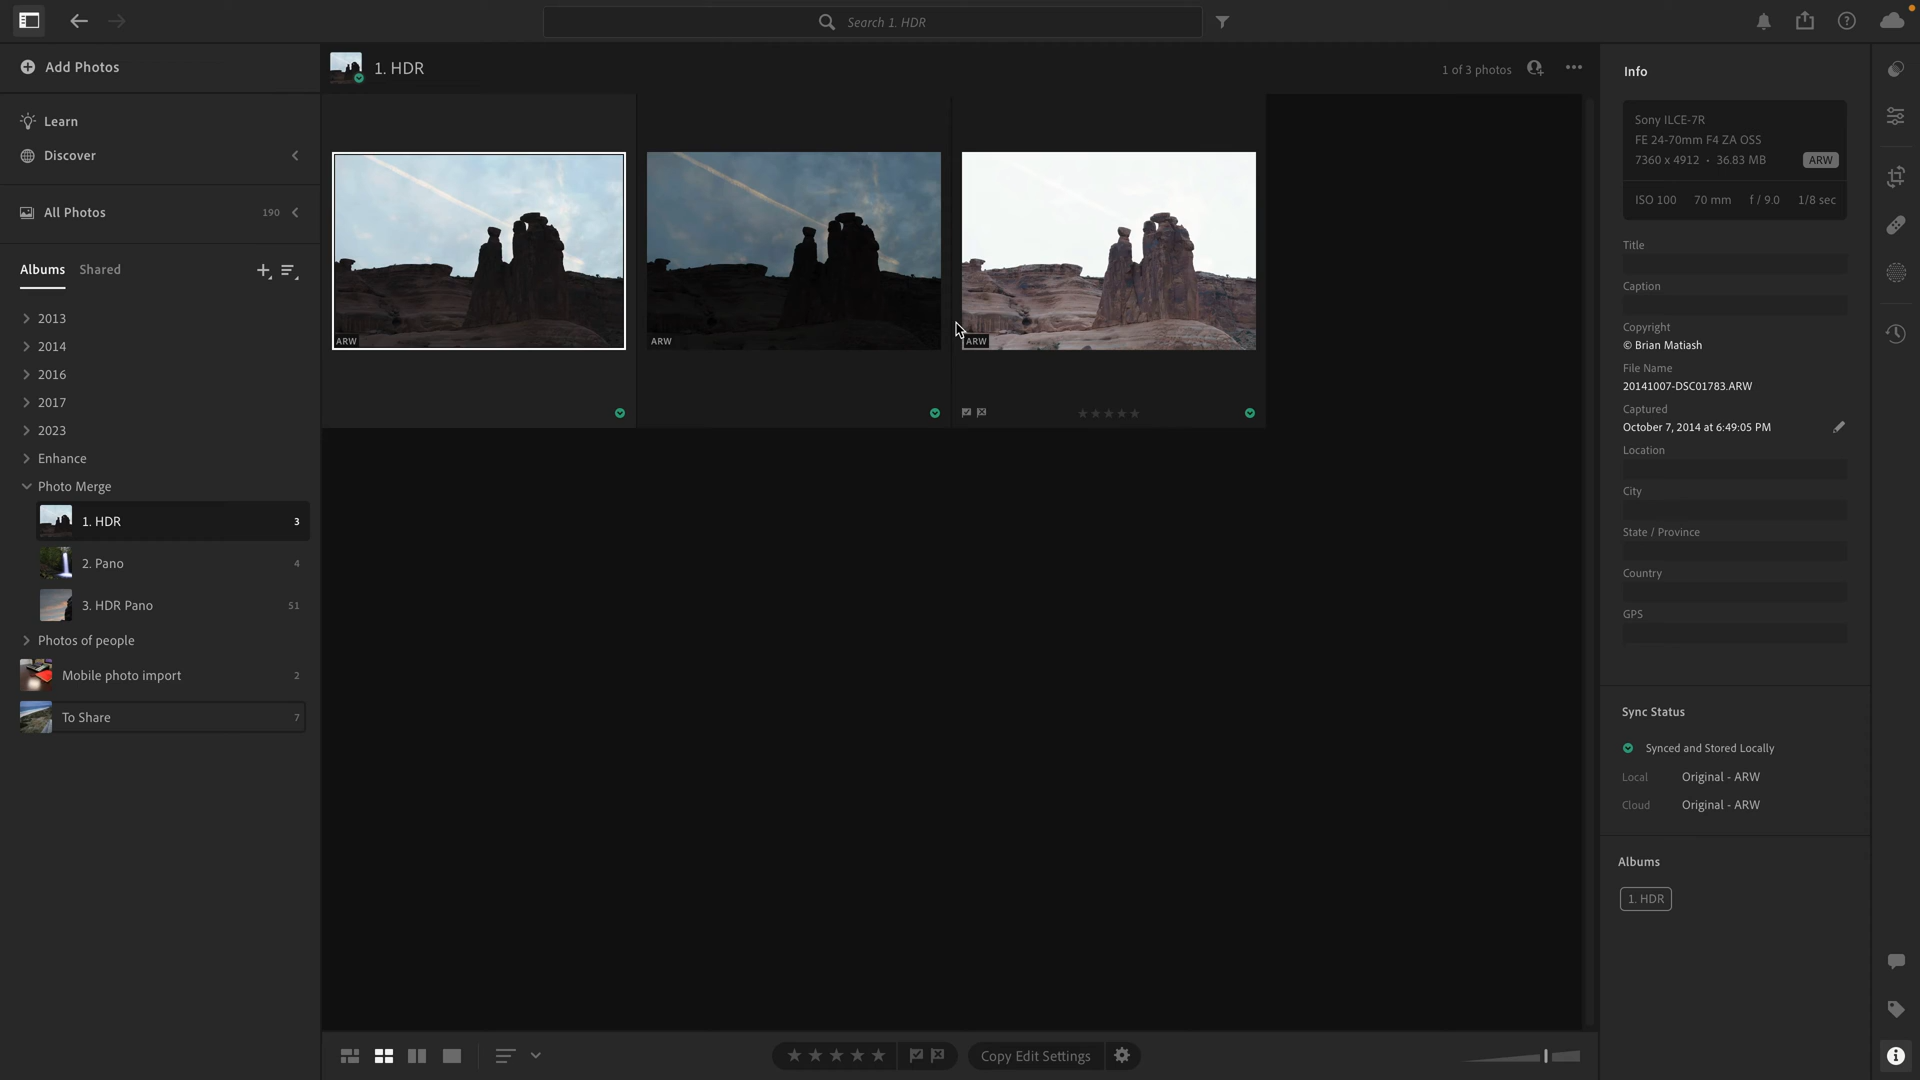 Search 1. HDR
Add Photos
Learn
Discover
All Photos 190
Albums Shared
2013
2014
2016
2017
2023
Enhance
Photo Merge
1. HDR 3
2. Pano 4
3. HDR Pano 51
Photos of people
Mobile photo import 2
To Share 7
1. HDR
1 of 3 photos
ARW
ARW
ARW
Copy Edit Settings
Info
Sony ILCE-7R
FE 24-70mm F4 ZA OSS
7360 x 4912 • 36.83 MB ARW
ISO 100 70 mm f / 9.0 1/8 sec
Title
Caption
Copyright
© Brian Matiash
File Name
20141007-DSC01783.ARW
Captured
October 7, 2014 at 6:49:05 PM
Location
City
State / Province
Country
GPS
Sync Status
Synced and Stored Locally
Local Original - ARW
Cloud Original - ARW
Albums
1. HDR